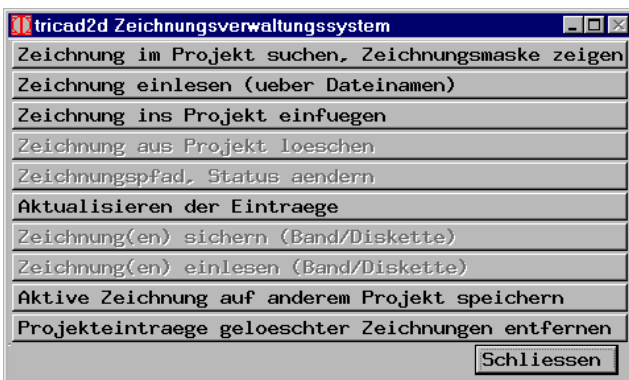 tricad2d Zeichnungsverwaltungssystem
Zeichnung im Projekt suchen, Zeichnungsmaske zeigen
Zeichnung einlesen (ueber Dateinamen)
Zeichnung ins Projekt einfuegen
Zeichnung aus Projekt loeschen
Zeichnungspfad, Status aendern
Aktualisieren der Eintraege
Zeichnung(en) sichern (Band/Diskette)
Zeichnung(en) einlesen (Band/Diskette)
Aktive Zeichnung auf anderem Projekt speichern
Projekteintraege geloeschter Zeichnungen entfernen
Schliessen